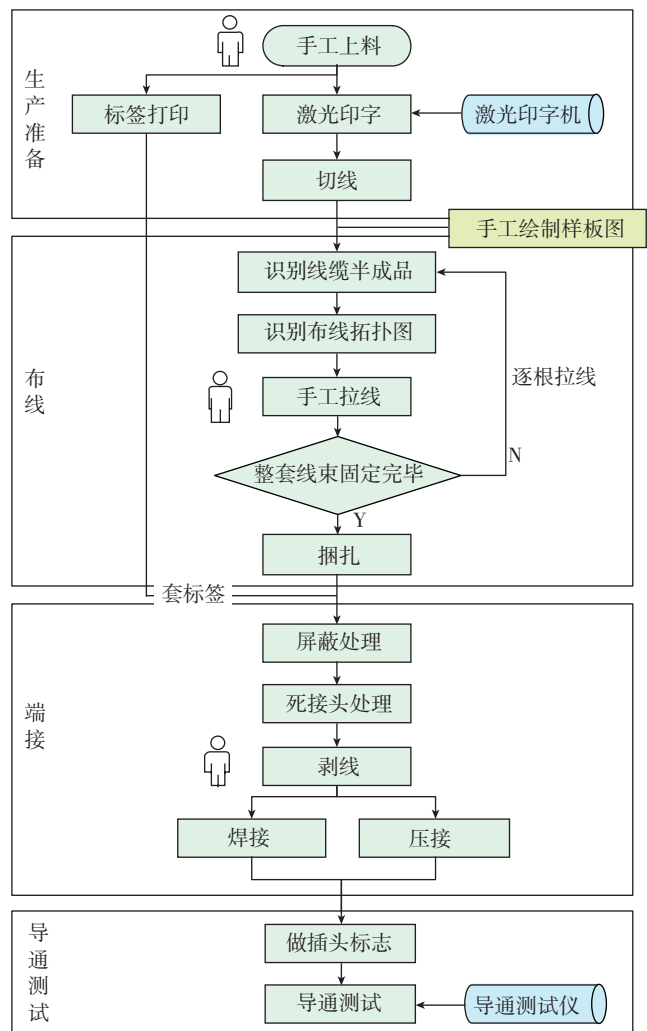 生产准备
手工上料
标签打印
激光印字
激光印字机
切线
手工绘制样板图
布线
识别线缆半成品
识别布线拓扑图
逐根拉线
手工拉线
整套线束固定完毕
N
Y
捆扎
套标签
端接
屏蔽处理
死接头处理
剥线
焊接
压接
导通测试
做插头标志
导通测试
导通测试仪